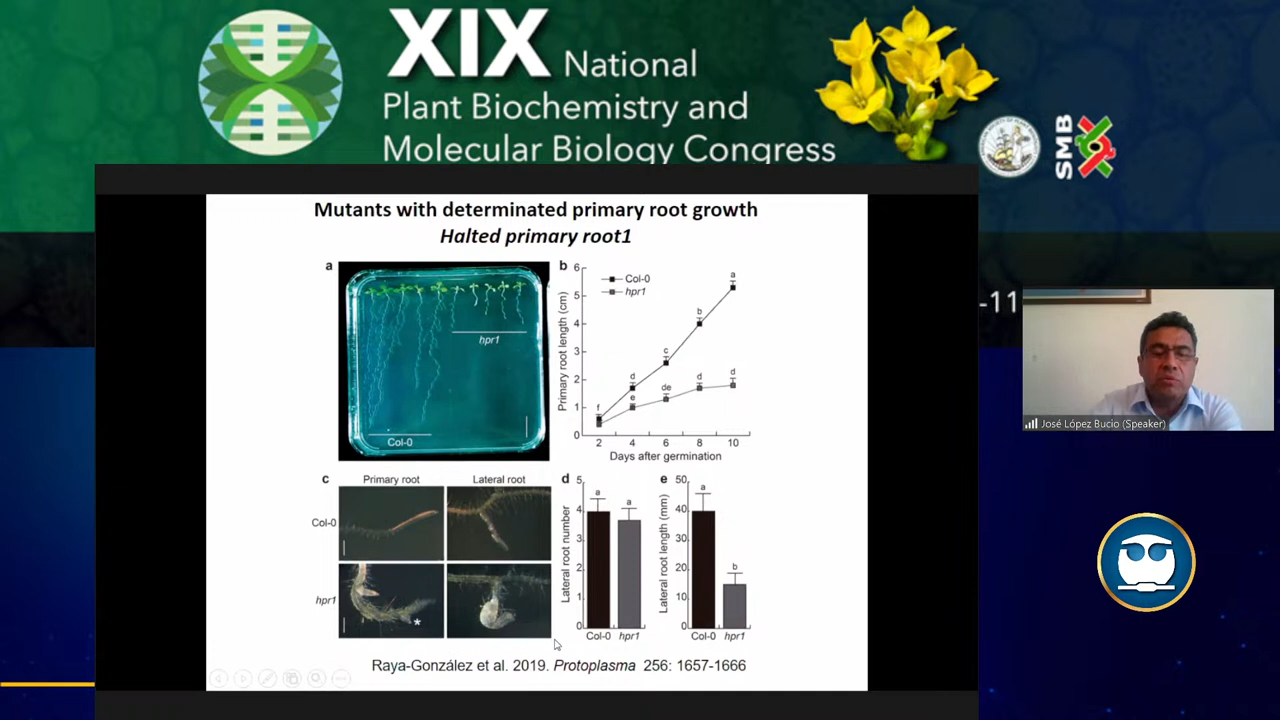 XIX National
Plant Biochemistry and
Molecular Biology Congress
SMB
Mutants with determinated primary root growth
Halted primary root1
a
hpr1
Col-0
b
Col-0
hpr1
Primary root length (cm)
6
5
4
3
2
1
0
f
d
e
c
de
b
d
a
d
2 4 6 8 10
Days after germination
c
Primary root
Lateral root
Col-0
hpr1
*
d
Lateral root number
5
4
3
2
1
0
a
a
Col-0 hpr1
e
Lateral root length (mm)
50
40
30
20
10
0
a
b
Col-0 hpr1
Raya-González et al. 2019. Protoplasma 256: 1657-1666
-11
José López Bucio (Speaker)